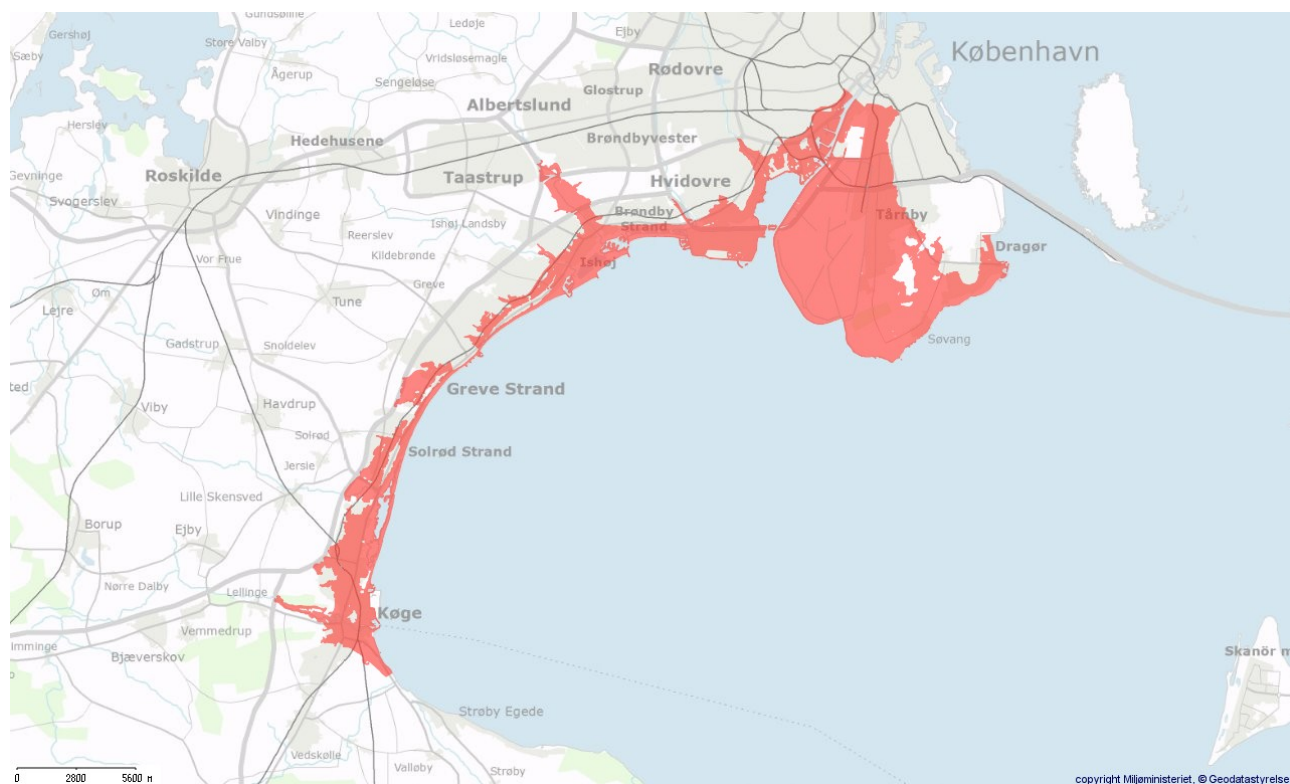 Gundsølille
Gershøj
Sæby
Store Valby
Ågerup
Ledøje
Ejby
Vridsløsemagle
Sengeløse
København
Rødovre
Glostrup
Albertslund
Herslev
Hedehusene
Brøndbyvester
Gevninge
Roskilde
Taastrup
Hvidovre
Svogerslev
Vindinge
Ishøj Landsby
Brøndby
Strand
Tårnby
Reerslev
Kildebrønde
Dragør
Vor Frue
Ishøj
Greve
Øm
Lejre
Tune
Gadstrup
Snoldelev
Søvang
Greve Strand
Viby
Havdrup
Solrød
Solrød Strand
Jersie
Lille Skensved
Borup
Ejby
Nørre Dalby
Lellinge
Køge
Vemmedrup
imminge
Bjæverskov
Skanör m
Strøby Egede
Vedskølle
Valløby
Strøby
0 2800 5600 m
copyright Miljøministeriet, © Geodatastyrelse